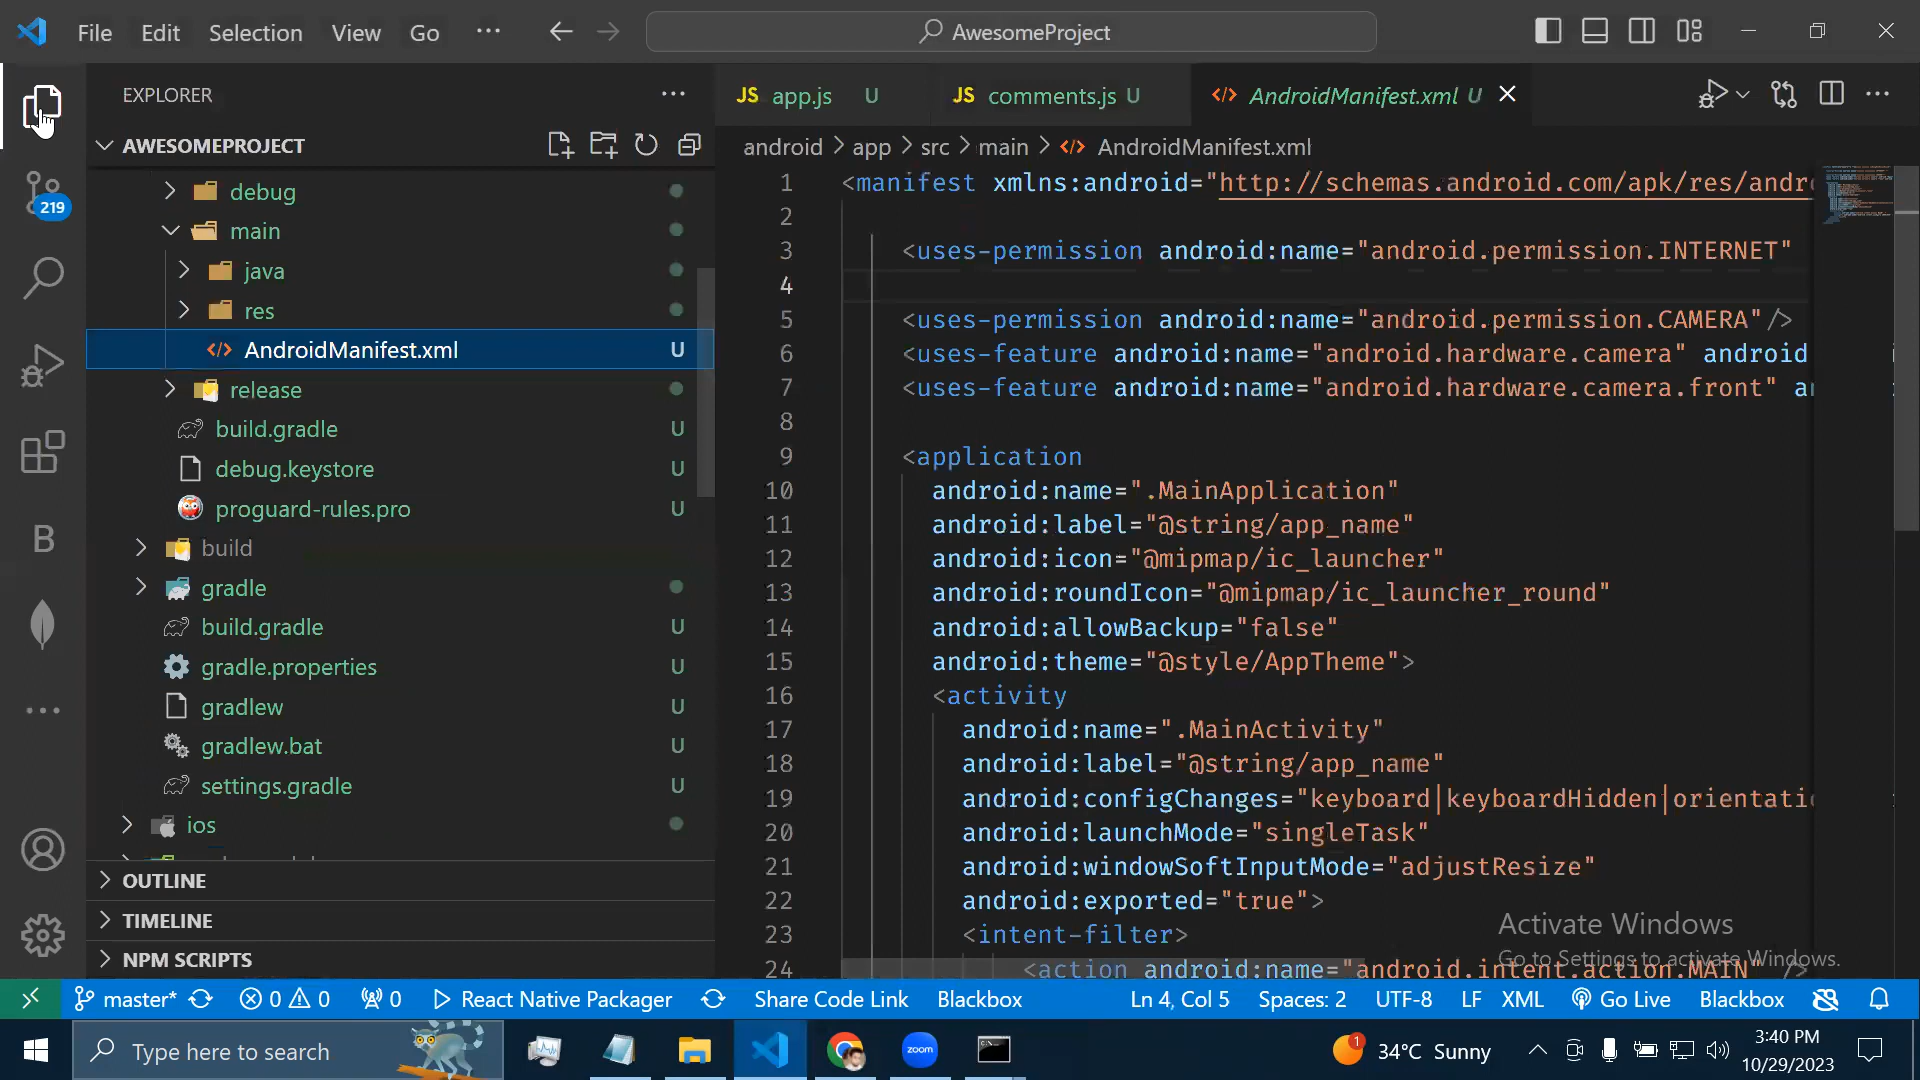 File Edit Selection View Go ··· AwesomeProject
EXPLORER
AWESOMEPROJECT
debug
main
java
res
AndroidManifest.xml U
release
build.gradle U
debug.keystore U
proguard-rules.pro U
build
gradle
build.gradle U
gradle.properties U
gradlew U
gradlew.bat U
settings.gradle U
ios
OUTLINE
TIMELINE
NPM SCRIPTS
219
B
JS app.js U JS comments.js U AndroidManifest.xml U
android > app > src > main > AndroidManifest.xml
1 <manifest xmlns:android="http://schemas.android.com/apk/res/andro
2
3 <uses-permission android:name="android.permission.INTERNET"
4
5 <uses-permission android:name="android.permission.CAMERA"/>
6 <uses-feature android:name="android.hardware.camera" android
7 <uses-feature android:name="android.hardware.camera.front" an
8
9 <application
10 android:name=".MainApplication"
11 android:label="@string/app_name"
12 android:icon="@mipmap/ic_launcher"
13 android:roundIcon="@mipmap/ic_launcher_round"
14 android:allowBackup="false"
15 android:theme="@style/AppTheme">
16 <activity
17 android:name=".MainActivity"
18 android:label="@string/app_name"
19 android:configChanges="keyboard|keyboardHidden|orientatio
20 android:launchMode="singleTask"
21 android:windowSoftInputMode="adjustResize"
22 android:exported="true">
23 <intent-filter>
24 <action android:name="android.intent.action.MAIN" />
Activate Windows
Go to Settings to activate Windows.
master* 0 0 0 React Native Packager Share Code Link Blackbox Ln 4, Col 5 Spaces: 2 UTF-8 LF XML Go Live Blackbox
Type here to search zoom 1 34°C Sunny 3:40 PM
10/29/2023